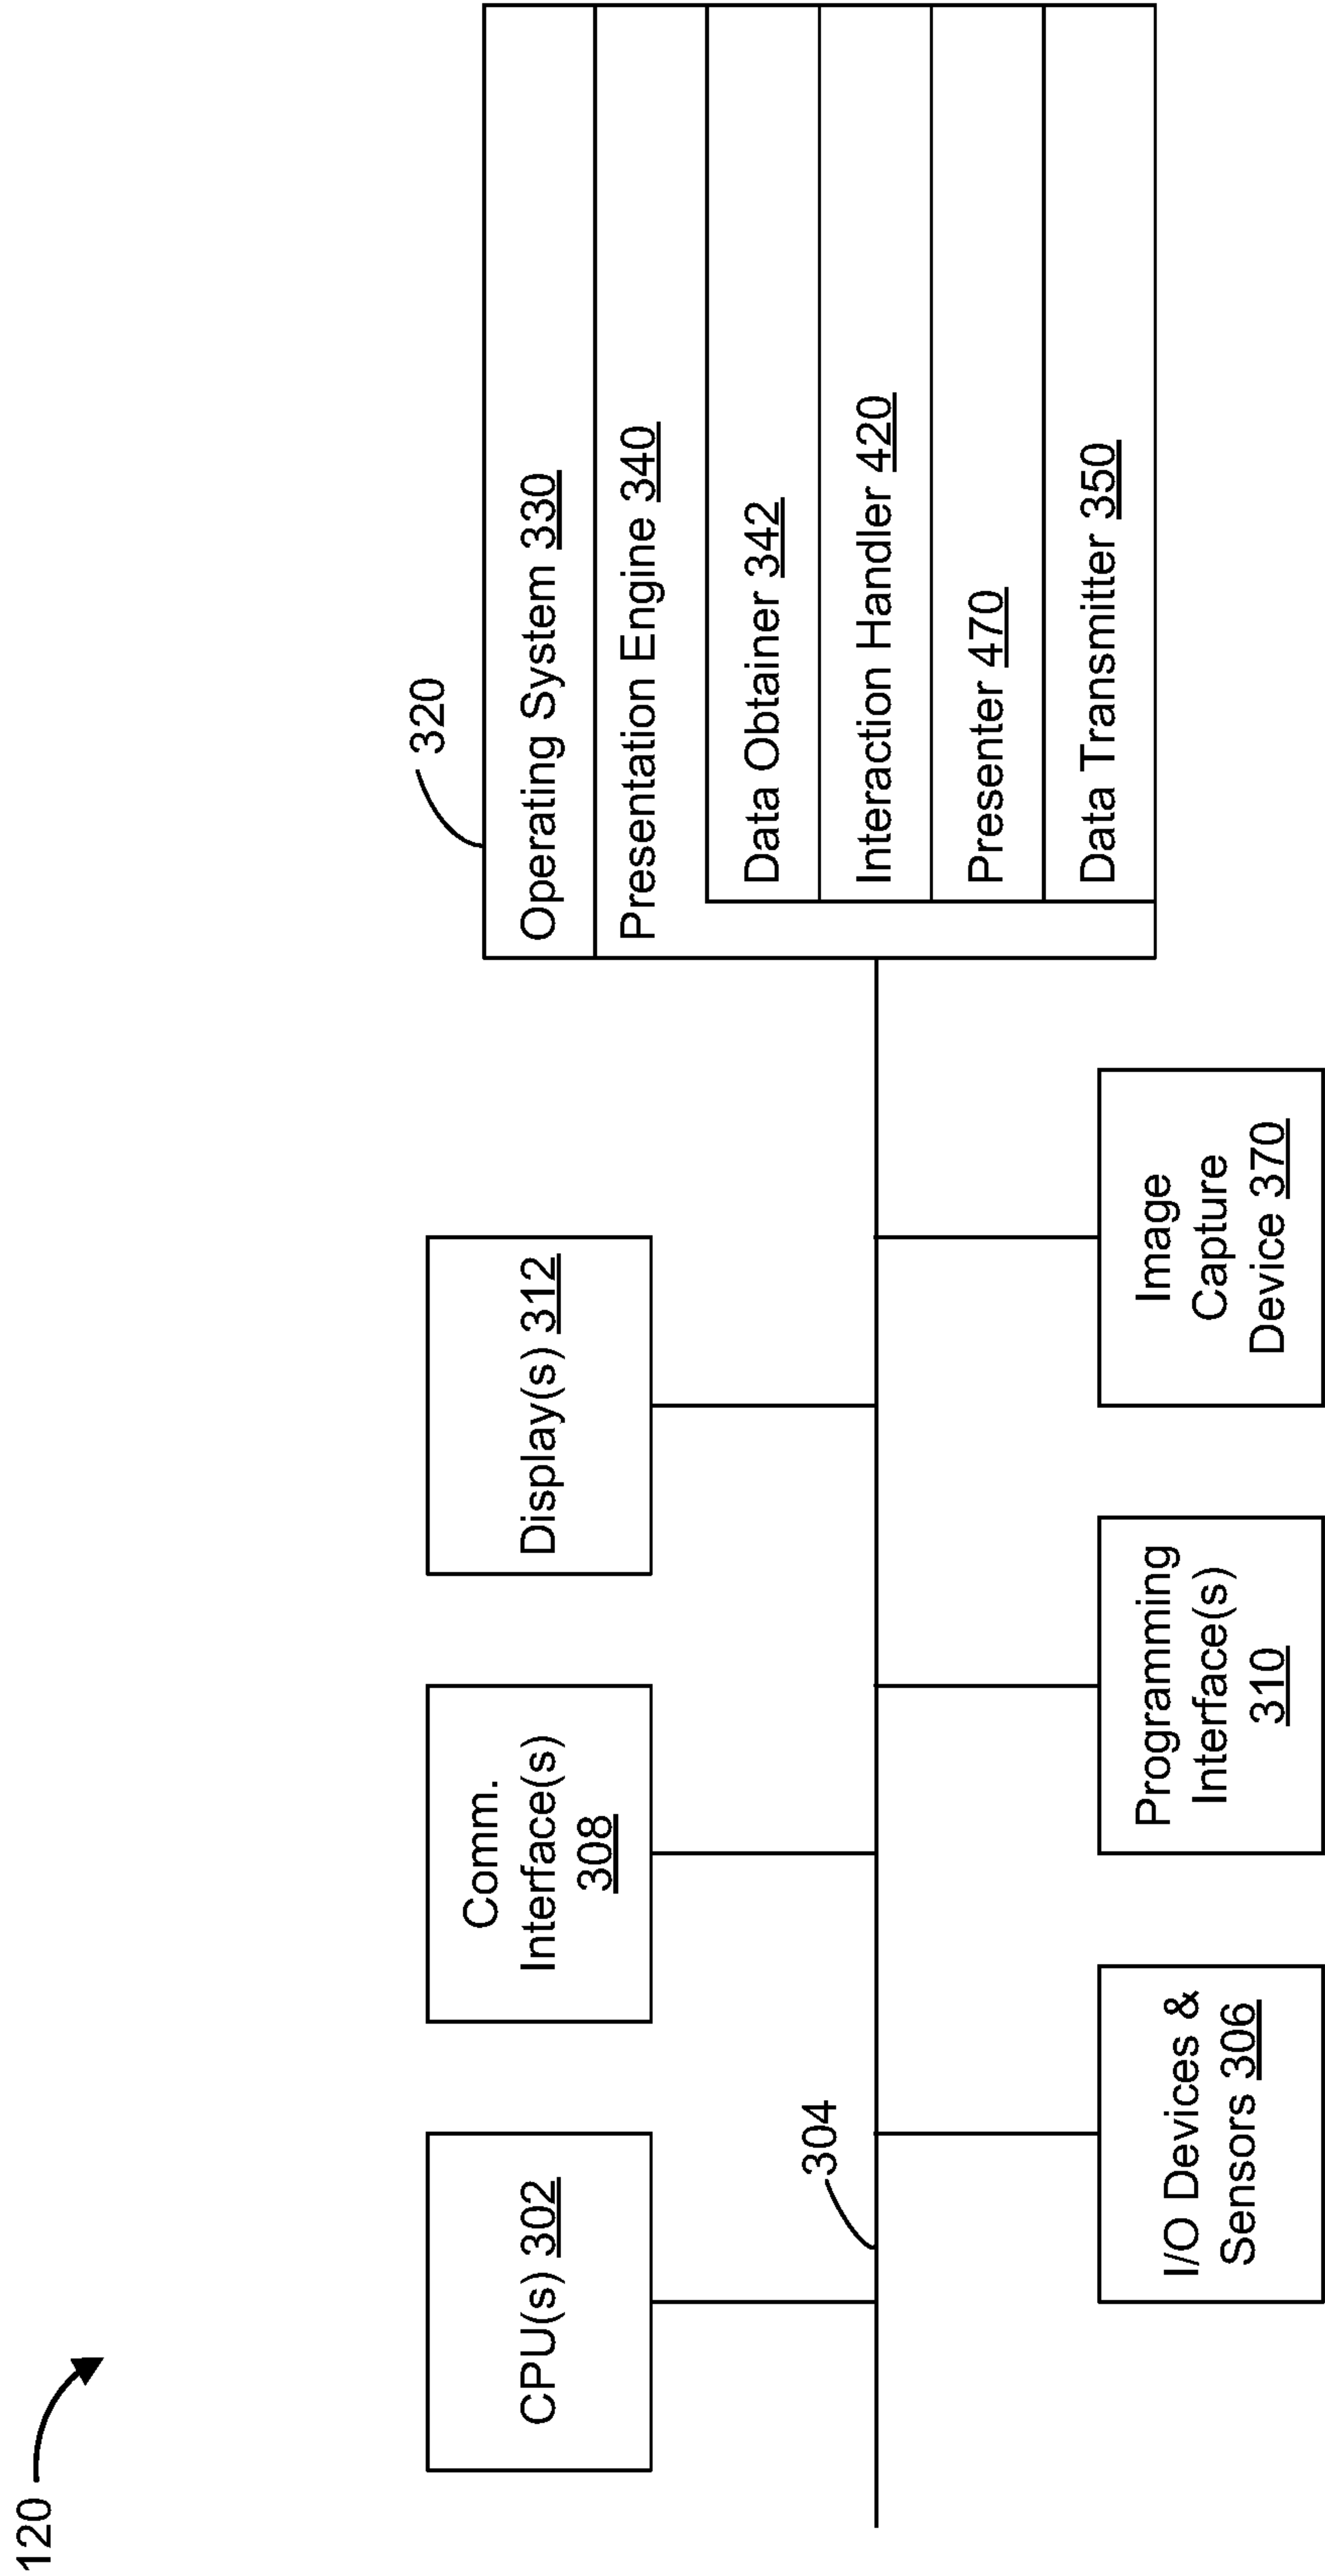 120
CPU(s) 302
Comm.
Interface(s)
308
Display(s) 312
304
I/O Devices &
Sensors 306
Programming
Interface(s)
310
Image
Capture
Device 370
320
Operating System 330
Presentation Engine 340
Data Obtainer 342
Interaction Handler 420
Presenter 470
Data Transmitter 350